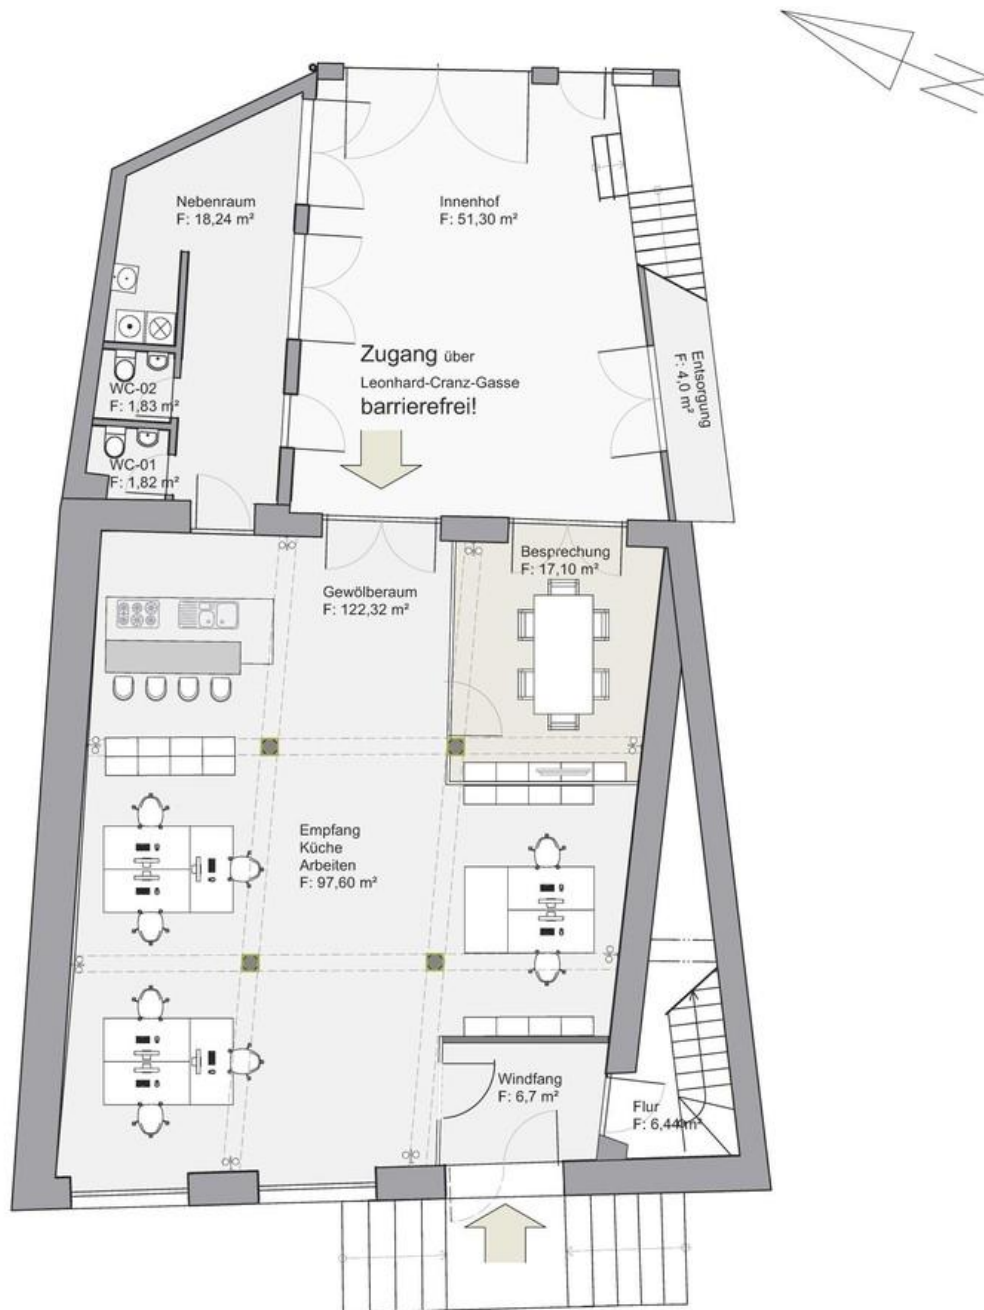 Nebenraum
F: 18,24 m²
Innenhof
F: 51,30 m²
Zugang über
Leonhard-Cranz-Gasse
barrierefrei!
Entsorgung
F: 4,0 m²
WC-02
F: 1,83 m²
WC-01
F: 1,82 m²
Gewölberaum
F: 122,32 m²
Besprechung
F: 17,10 m²
Empfang
Küche
Arbeiten
F: 97,60 m²
Windfang
F: 6,7 m²
Flur
F: 6,44 m²
N